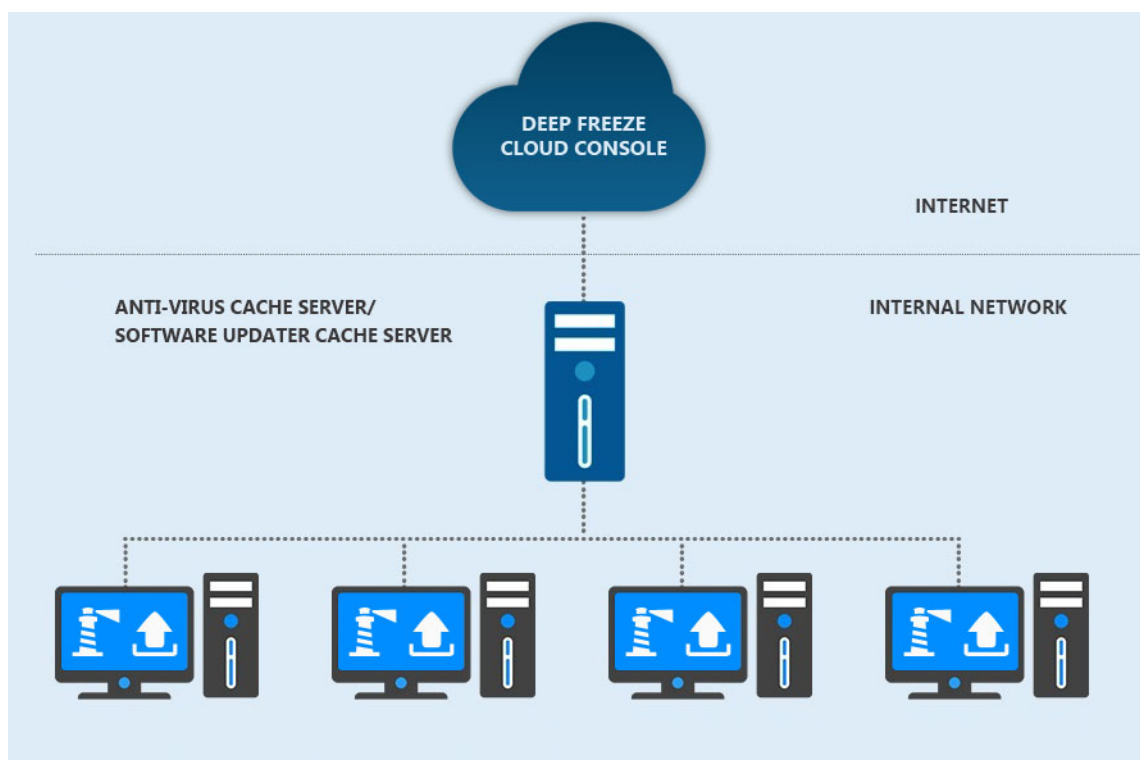 DEEP FREEZE
CLOUD CONSOLE
INTERNET
ANTI-VIRUS CACHE SERVER/
SOFTWARE UPDATER CACHE SERVER
INTERNAL NETWORK